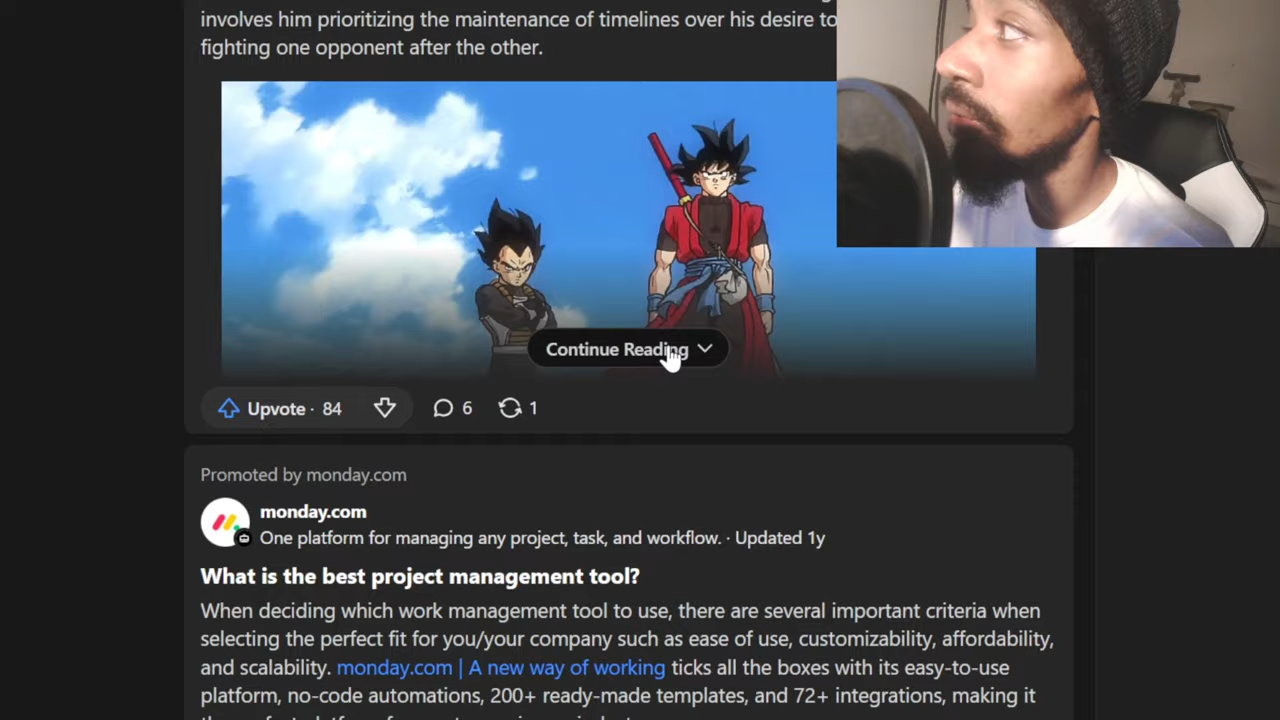 involves him prioritizing the maintenance of timelines over his desire to
fighting one opponent after the other.
Continue Reading
Upvote · 84
6
1
Promoted by monday.com
monday.com
One platform for managing any project, task, and workflow. · Updated 1y
What is the best project management tool?
When deciding which work management tool to use, there are several important criteria when
selecting the perfect fit for you/your company such as ease of use, customizability, affordability,
and scalability. monday.com | A new way of working ticks all the boxes with its easy-to-use
platform, no-code automations, 200+ ready-made templates, and 72+ integrations, making it